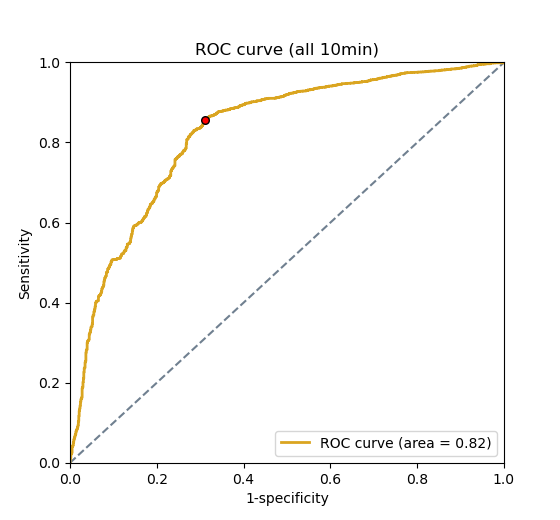 ROC curve (all 10min)
1.0
0.8
0.6
0.4
0.2
0.0
Sensitivity
ROC curve (area = 0.82)
0.0 0.2 0.4 0.6 0.8 1.0
1-specificity